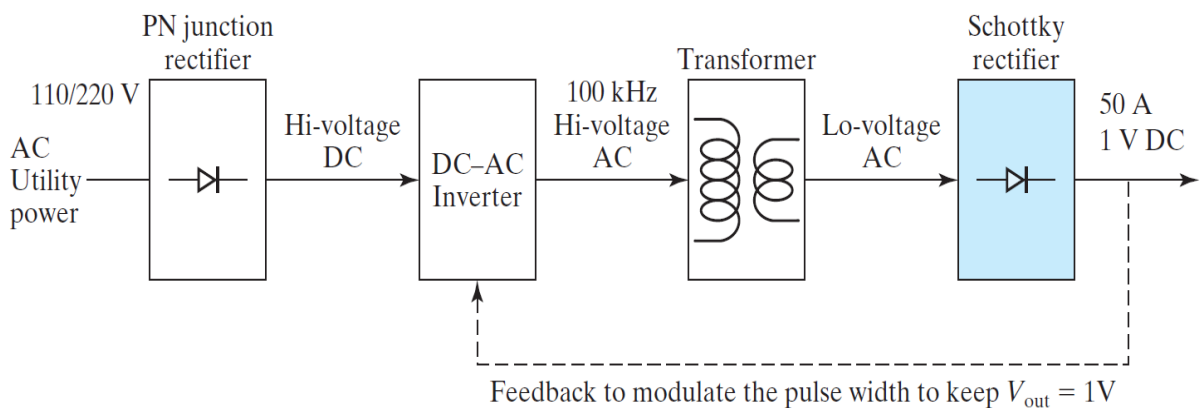 PN junction
rectifier
110/220 V
AC
Utility
power
Hi-voltage
DC
DC–AC
Inverter
100 kHz
Hi-voltage
AC
Transformer
Lo-voltage
AC
Schottky
rectifier
50 A
1 V DC
Feedback to modulate the pulse width to keep Vout = 1V